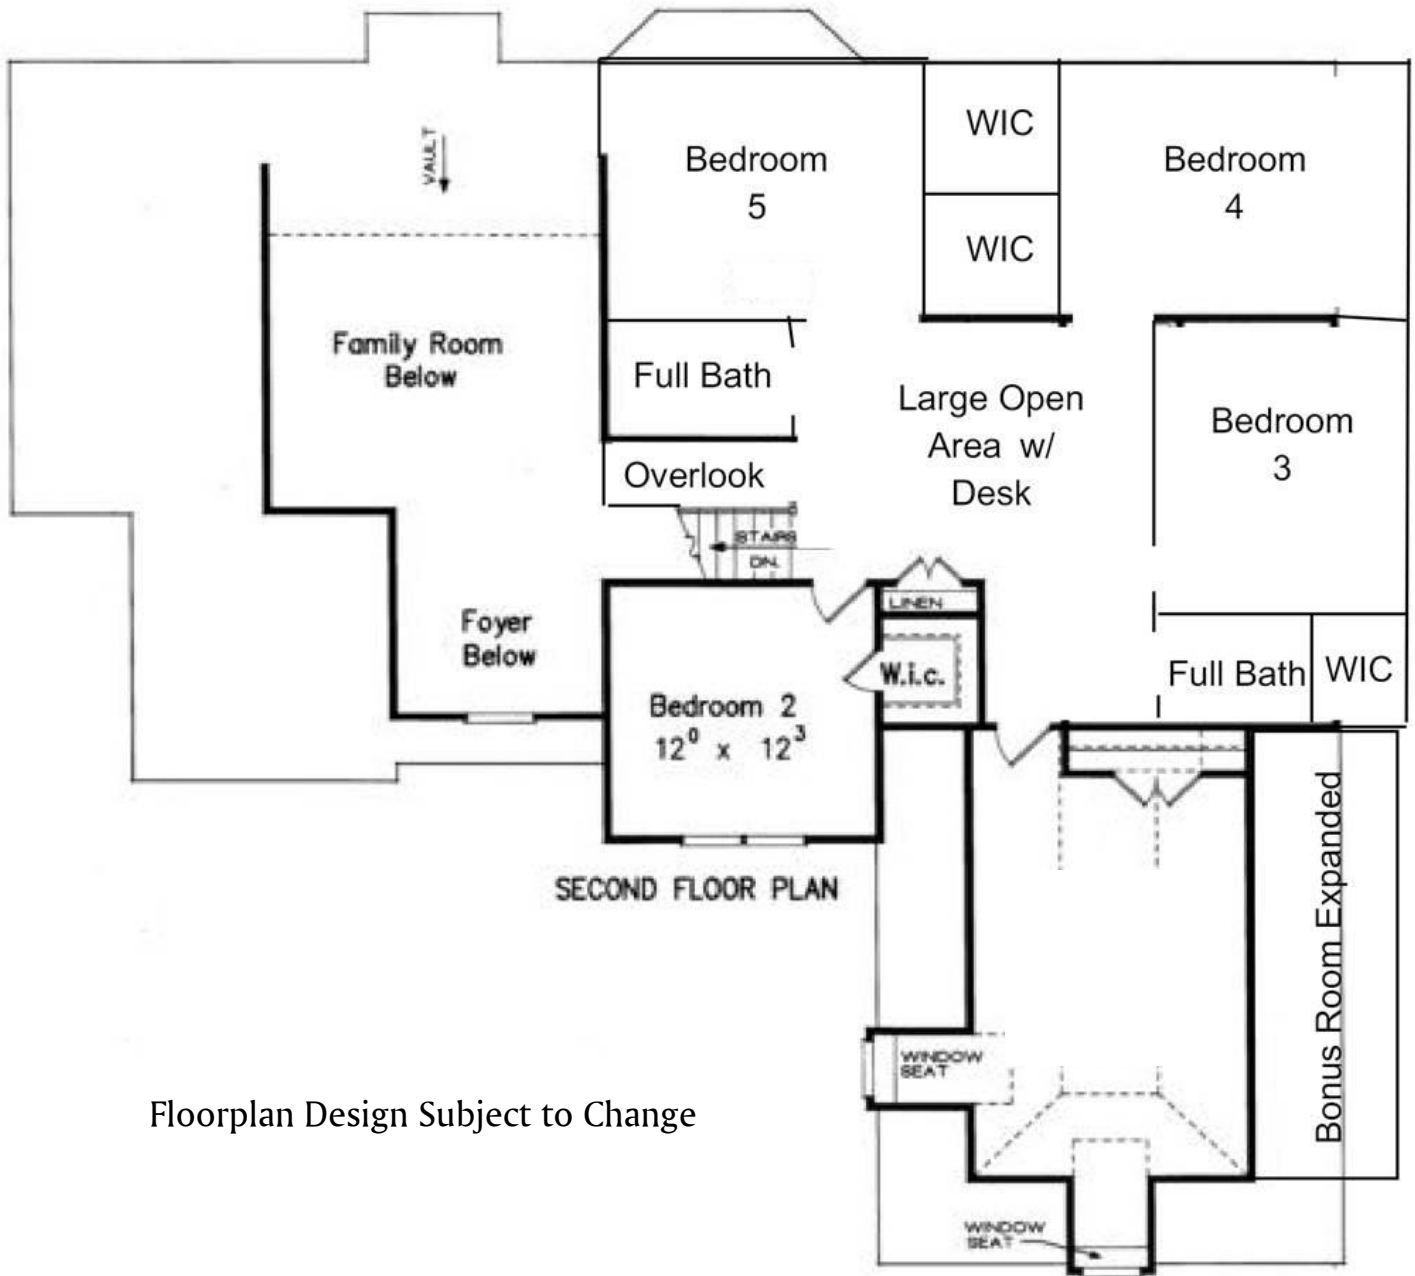 VAULT
WIC
Bedroom
5
Bedroom
4
WIC
Family Room
Below
Full Bath
Large Open
Area w/
Desk
Bedroom
3
Overlook
STAIRS
DN.
LINEN
Foyer
Below
W.i.c.
Full Bath
WIC
Bedroom 2
12⁰ x 12³
SECOND FLOOR PLAN
Bonus Room Expanded
WINDOW
SEAT
Floorplan Design Subject to Change
WINDOW
SEAT